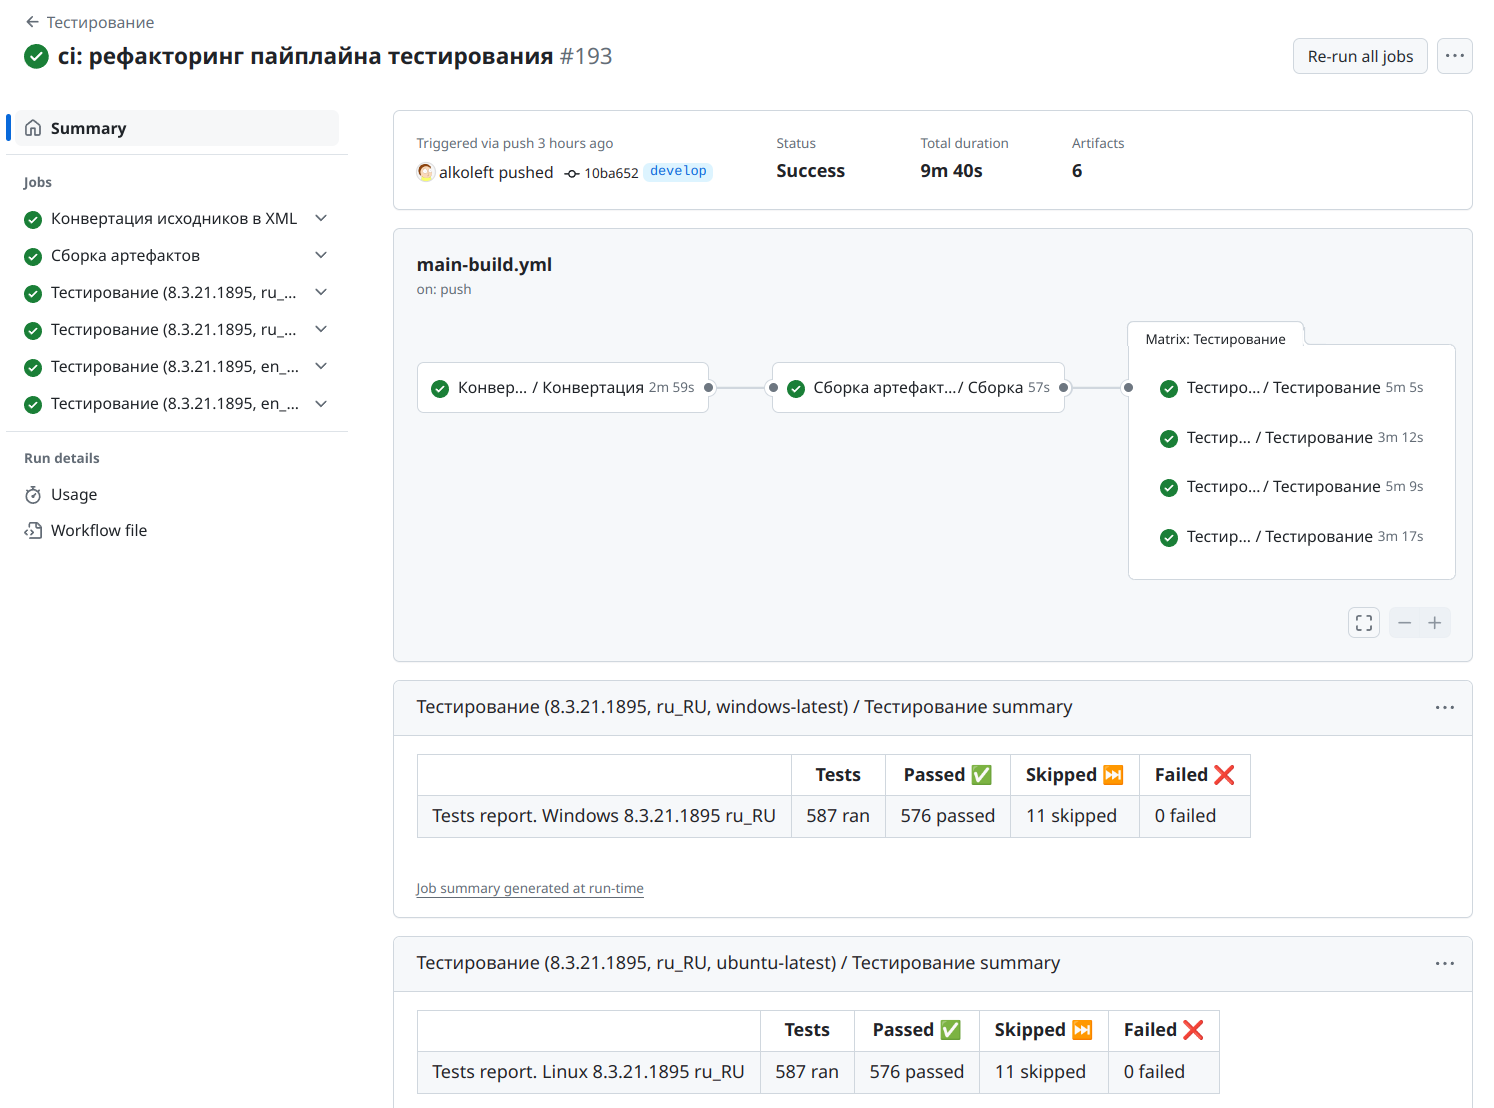 Тестирование
ci: рефакторинг пайплайна тестирования #193
Re-run all jobs
Summary
Jobs
Конвертация исходников в XML
Сборка артефактов
Тестирование (8.3.21.1895, ru_...
Тестирование (8.3.21.1895, ru_...
Тестирование (8.3.21.1895, en_...
Тестирование (8.3.21.1895, en_...
Run details
Usage
Workflow file
Triggered via push 3 hours ago
alkoleft pushed 10ba652 develop
Status
Success
Total duration
9m 40s
Artifacts
6
main-build.yml
on: push
Конвер... / Конвертация 2m 59s
Сборка артефакт... / Сборка 57s
Matrix: Тестирование
Тестиро... / Тестирование 5m 5s
Тестир... / Тестирование 3m 12s
Тестиро... / Тестирование 5m 9s
Тестир... / Тестирование 3m 17s
Тестирование (8.3.21.1895, ru_RU, windows-latest) / Тестирование summary
Tests Passed ✅ Skipped ⏭️ Failed ❌
Tests report. Windows 8.3.21.1895 ru_RU 587 ran 576 passed 11 skipped 0 failed
Job summary generated at run-time
Тестирование (8.3.21.1895, ru_RU, ubuntu-latest) / Тестирование summary
Tests Passed ✅ Skipped ⏭️ Failed ❌
Tests report. Linux 8.3.21.1895 ru_RU 587 ran 576 passed 11 skipped 0 failed